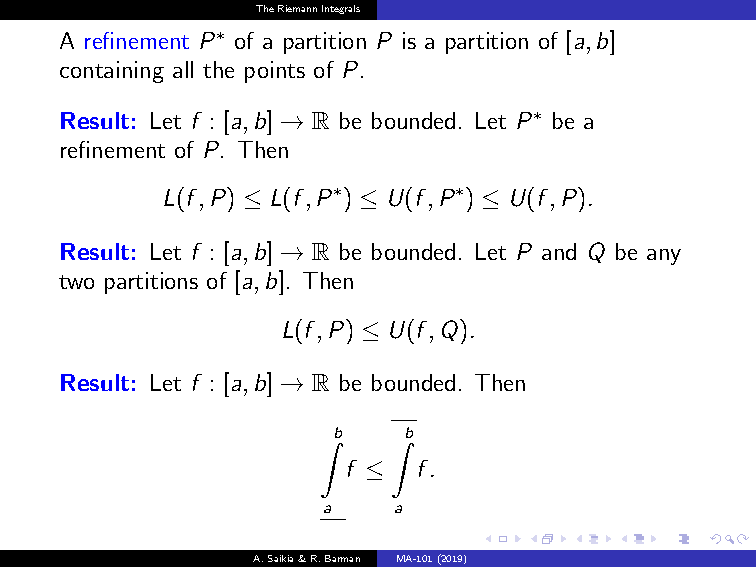 The Riemann Integrals
A refinement P* of a partition P is a partition of [a, b]
containing all the points of P.
Result: Let f : [a, b] → ℝ be bounded. Let P* be a
refinement of P. Then
L(f, P) ≤ L(f, P*) ≤ U(f, P*) ≤ U(f, P).
Result: Let f : [a, b] → ℝ be bounded. Let P and Q be any
two partitions of [a, b]. Then
L(f, P) ≤ U(f, Q).
Result: Let f : [a, b] → ℝ be bounded. Then
b b
∫ f ≤ ∫ f.
a a
A. Saikia & R. Barman MA-101 (2019)